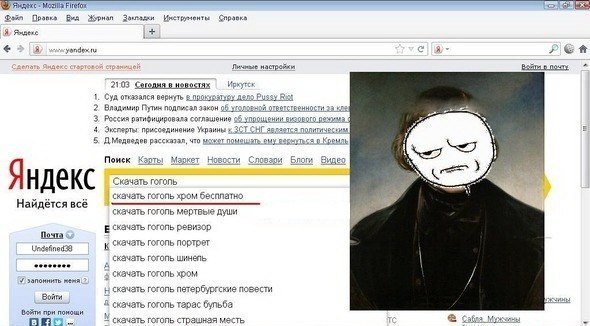 Яндекс - Mozilla Firefox
Файл Правка Вид Журнал Закладки Инструменты Справка
Яндекс
www.yandex.ru
Сделать Яндекс стартовой страницей Личные настройки Войти в почту
21:03 Сегодня в новостях Иркутск
1. Суд отказался вернуть в прокуратуру дело Pussy Riot
2. Владимир Путин подписал закон об уголовной ответственности за кле
3. Россия ратифицировала соглашение об упрощении визового режима с
4. Эксперты: присоединение Украины к ЗСТ СНГ является политическим
5. Д.Медведев рассказал, что может помешать ему вернуться в Кремль
Поиск Карты Маркет Новости Словари Блоги Видео
Яндекс
Найдётся всё
Скачать гоголь
скачать гоголь хром бесплатно
скачать гоголь мертвые души
скачать гоголь ревизор
скачать гоголь портрет
скачать гоголь шинель
скачать гоголь хром
скачать гоголь петербургские повести
скачать гоголь тарас бульба
скачать гоголь страшная месть
Почта
Undefined3B
запомнить меня ?
Войти
Войти при помощи
Сабля. Мужчины
Мужчины